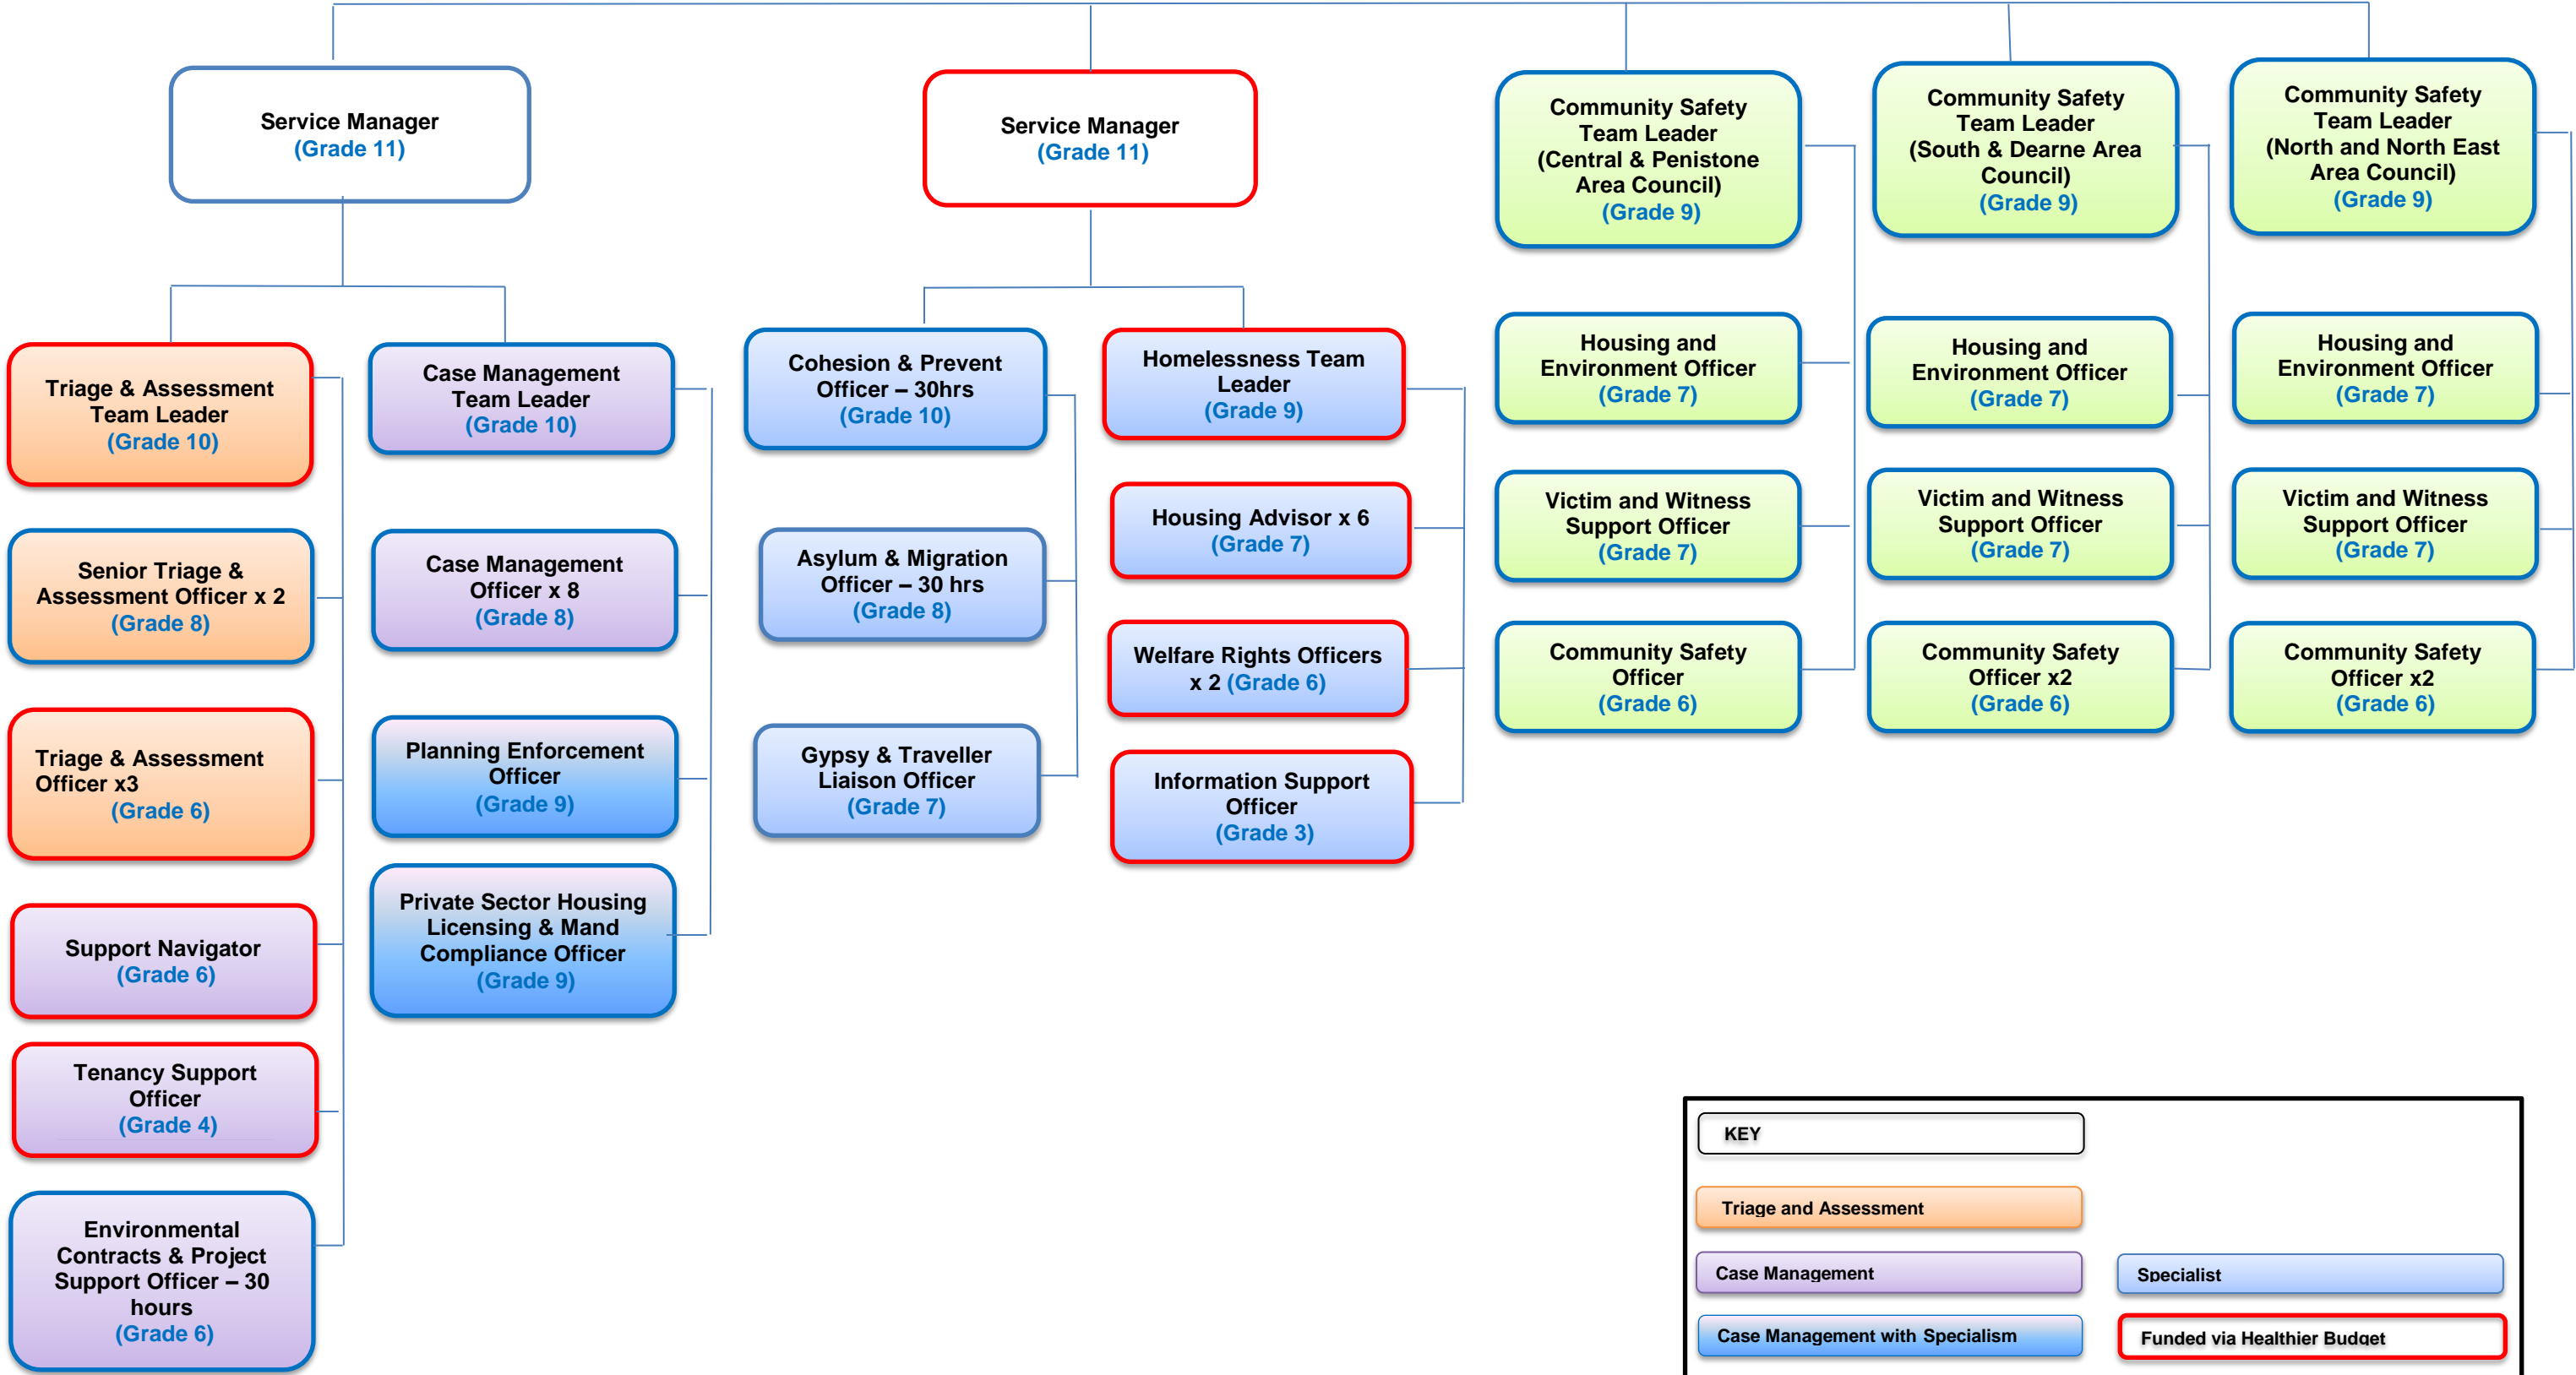 Service Manager
(Grade 11)
Triage & Assessment
Team Leader
(Grade 10)
Senior Triage &
Assessment Officer x 2
(Grade 8)
Triage & Assessment
Officer x3
(Grade 6)
Support Navigator
(Grade 6)
Tenancy Support
Officer
(Grade 4)
Environmental
Contracts & Project
Support Officer – 30
hours
(Grade 6)
Case Management
Team Leader
(Grade 10)
Case Management
Officer x 8
(Grade 8)
Planning Enforcement
Officer
(Grade 9)
Private Sector Housing
Licensing & Mand
Compliance Officer
(Grade 9)
Service Manager
(Grade 11)
Cohesion & Prevent
Officer – 30hrs
(Grade 10)
Asylum & Migration
Officer – 30 hrs
(Grade 8)
Gypsy & Traveller
Liaison Officer
(Grade 7)
Homelessness Team
Leader
(Grade 9)
Housing Advisor x 6
(Grade 7)
Welfare Rights Officers
x 2 (Grade 6)
Information Support
Officer
(Grade 3)
Community Safety
Team Leader
(Central & Penistone
Area Council)
(Grade 9)
Housing and
Environment Officer
(Grade 7)
Victim and Witness
Support Officer
(Grade 7)
Community Safety
Officer
(Grade 6)
Community Safety
Team Leader
(South & Dearne Area
Council)
(Grade 9)
Housing and
Environment Officer
(Grade 7)
Victim and Witness
Support Officer
(Grade 7)
Community Safety
Officer x2
(Grade 6)
Community Safety
Team Leader
(North and North East
Area Council)
(Grade 9)
Housing and
Environment Officer
(Grade 7)
Victim and Witness
Support Officer
(Grade 7)
Community Safety
Officer x2
(Grade 6)
KEY
Triage and Assessment
Case Management
Specialist
Case Management with Specialism
Funded via Healthier Budget